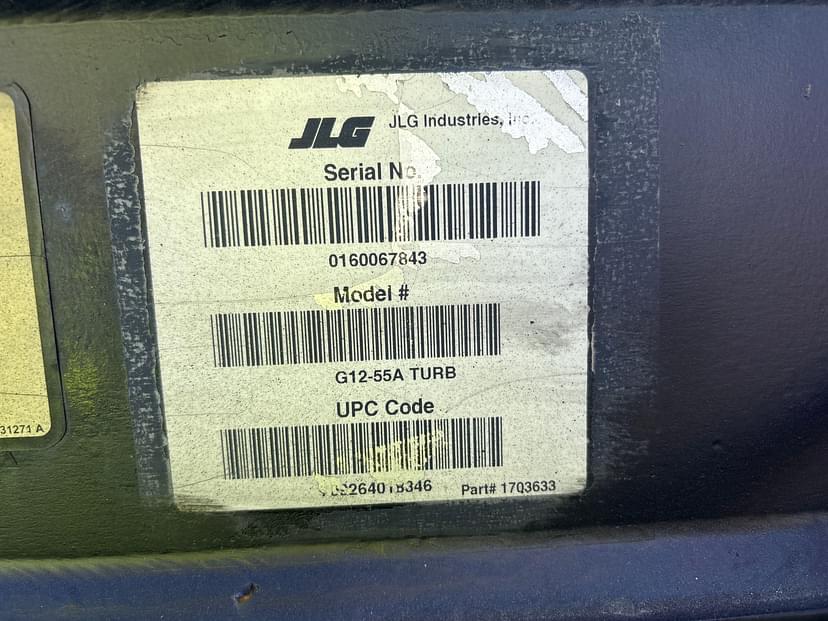 JLG JLG Industries, Inc.
Serial No.
0160067843
Model #
G12-55A TURB
UPC Code
Part# 1703633
31271 A